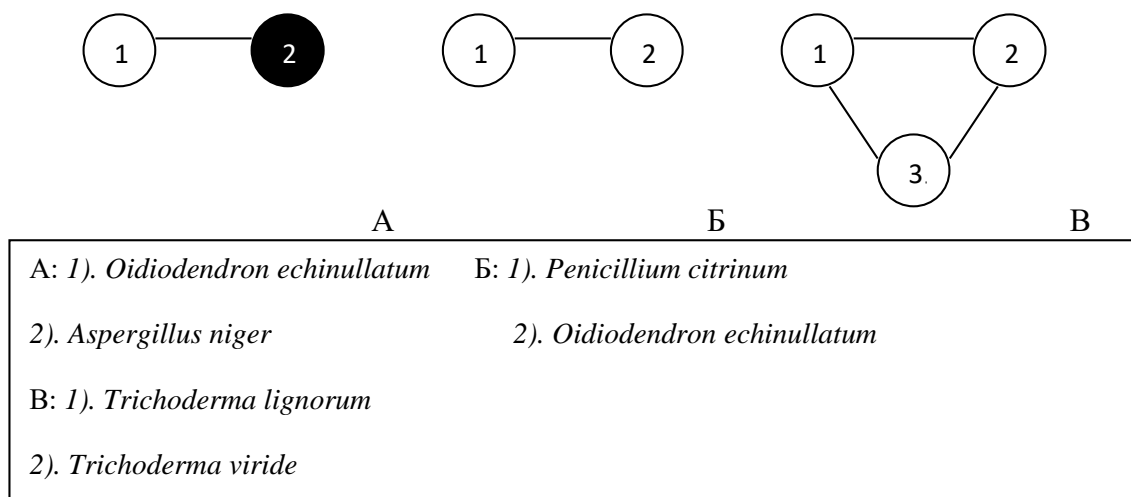 1 2 1 2 1 2
3.
А Б В
А: 1). Oidiodendron echinullatum Б: 1). Penicillium citrinum
2). Aspergillus niger 2). Oidiodendron echinullatum
В: 1). Trichoderma lignorum
2). Trichoderma viride